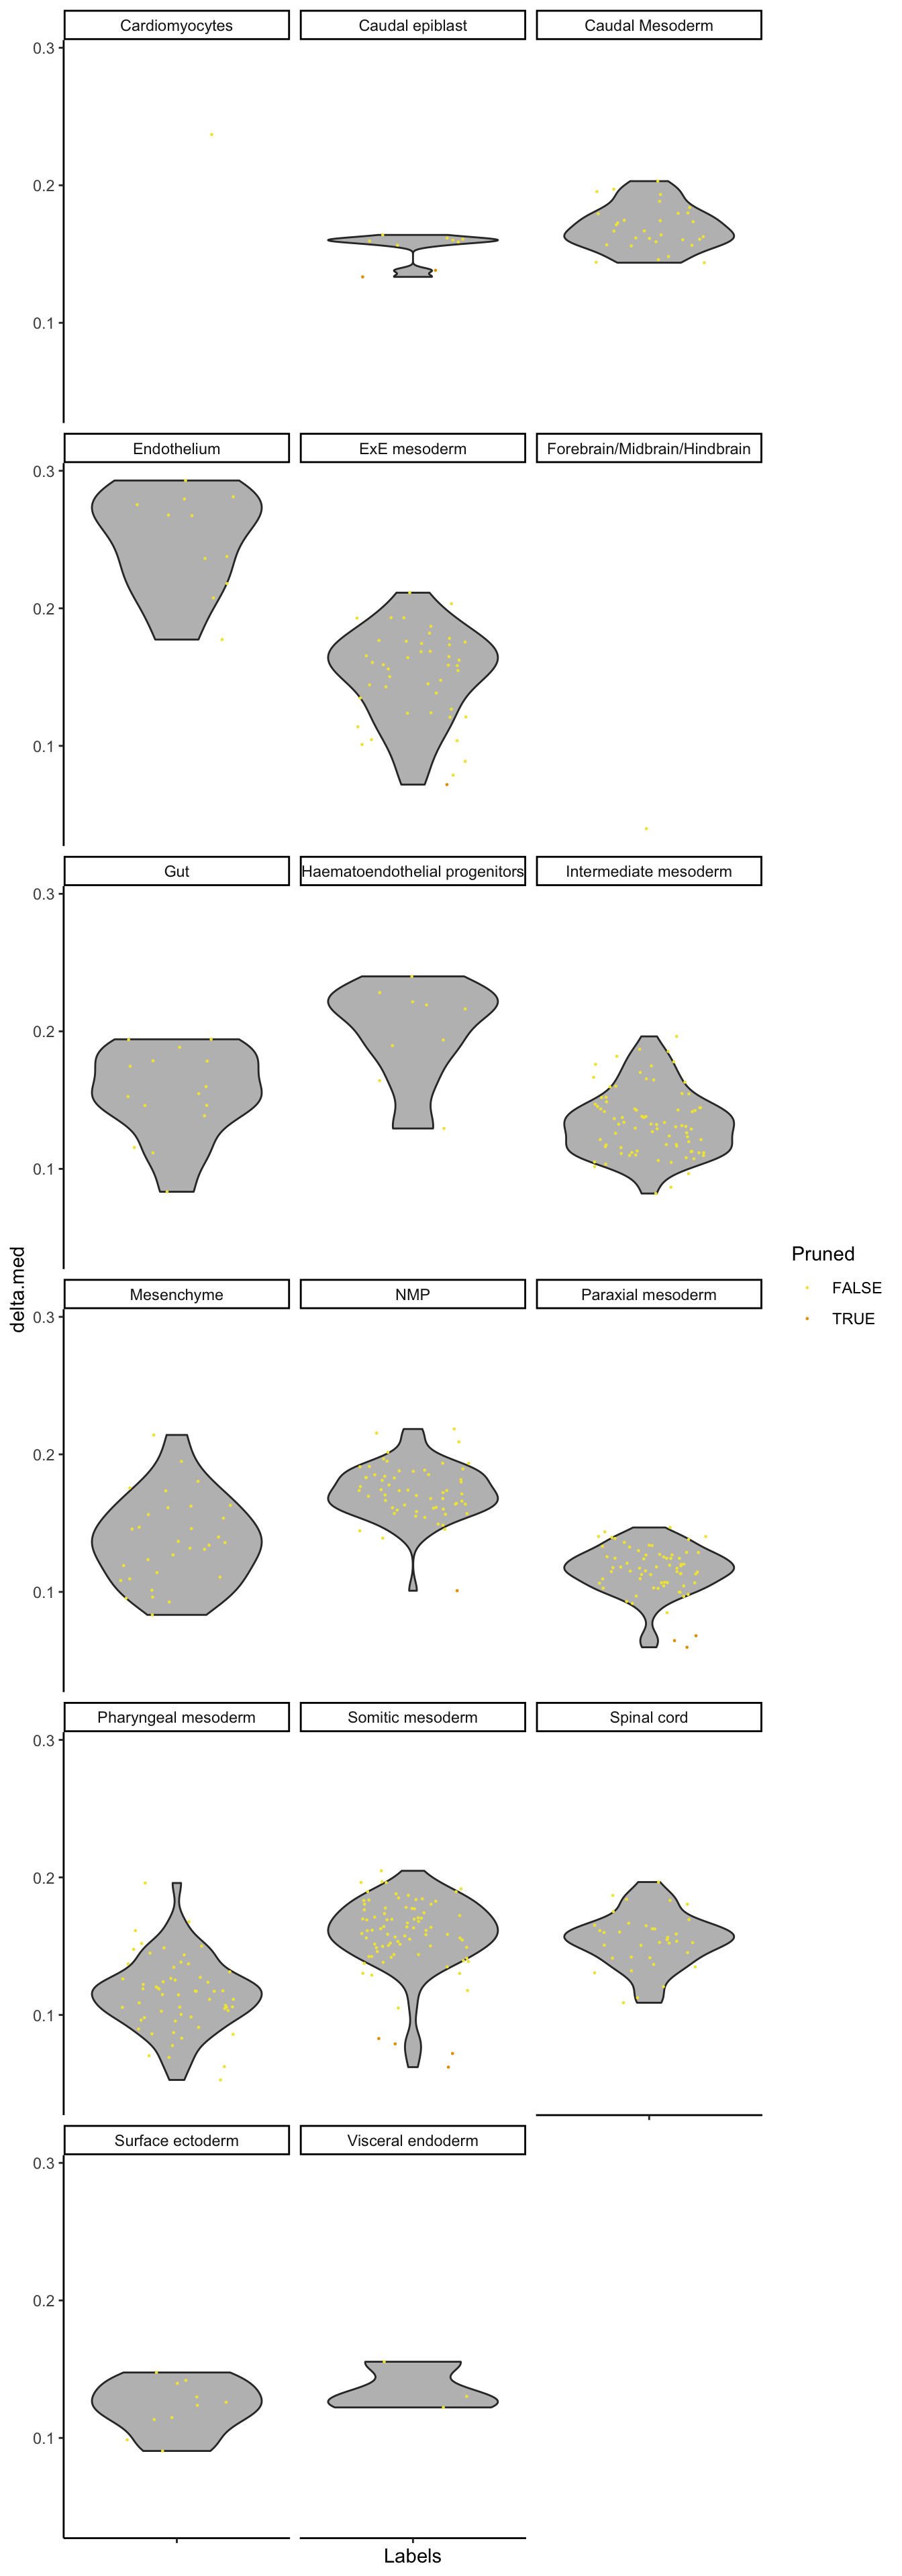 Cardiomyocytes Caudal epiblast Caudal Mesoderm
0.3
0.2
0.1
Endothelium ExE mesoderm Forebrain/Midbrain/Hindbrain
0.3
0.2
0.1
Gut Haematoendothelial progenitors Intermediate mesoderm
0.3
0.2
0.1
delta.med
Pruned
FALSE
TRUE
Mesenchyme NMP Paraxial mesoderm
0.3
0.2
0.1
Pharyngeal mesoderm Somitic mesoderm Spinal cord
0.3
0.2
0.1
Surface ectoderm Visceral endoderm
0.3
0.2
0.1
Labels